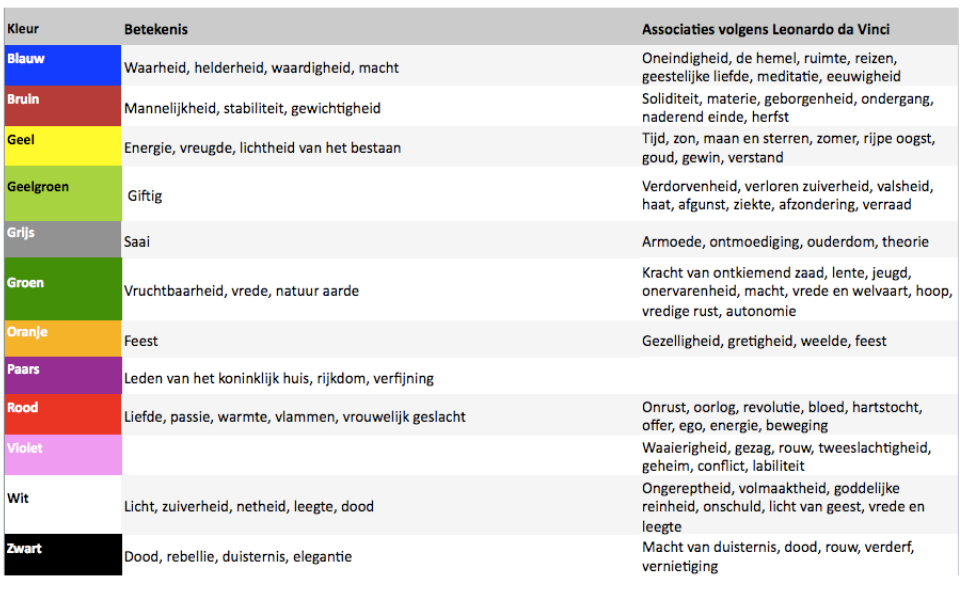 Kleur Betekenis Associaties volgens Leonardo da Vinci
Blauw Waarheid, helderheid, waardigheid, macht Oneindigheid, de hemel, ruimte, reizen,
geestelijke liefde, meditatie, eeuwigheid
Bruin Mannelijkheid, stabiliteit, gewichtigheid Soliditeit, materie, geborgenheid, ondergang,
naderend einde, herfst
Geel Energie, vreugde, lichtheid van het bestaan Tijd, zon, maan en sterren, zomer, rijpe oogst,
goud, gewin, verstand
Geelgroen Giftig Verdorvenheid, verloren zuiverheid, valsheid,
haat, afgunst, ziekte, afzondering, verraad
Grijs Saai Armoede, ontmoediging, ouderdom, theorie
Groen Vruchtbaarheid, vrede, natuur aarde Kracht van ontkiemend zaad, lente, jeugd,
onervarenheid, macht, vrede en welvaart, hoop,
vredige rust, autonomie
Oranje Feest Gezelligheid, gretigheid, weelde, feest
Paars Leden van het koninklijk huis, rijkdom, verfijning
Rood Liefde, passie, warmte, vlammen, vrouwelijk geslacht Onrust, oorlog, revolutie, bloed, hartstocht,
offer, ego, energie, beweging
Violet Waaierigheid, gezag, rouw, tweeslachtigheid,
geheim, conflict, labiliteit
Wit Licht, zuiverheid, netheid, leegte, dood Ongereptheid, volmaaktheid, goddelijke
reinheid, onschuld, licht van geest, vrede en
leegte
Zwart Dood, rebellie, duisternis, elegantie Macht van duisternis, dood, rouw, verderf,
vernietiging